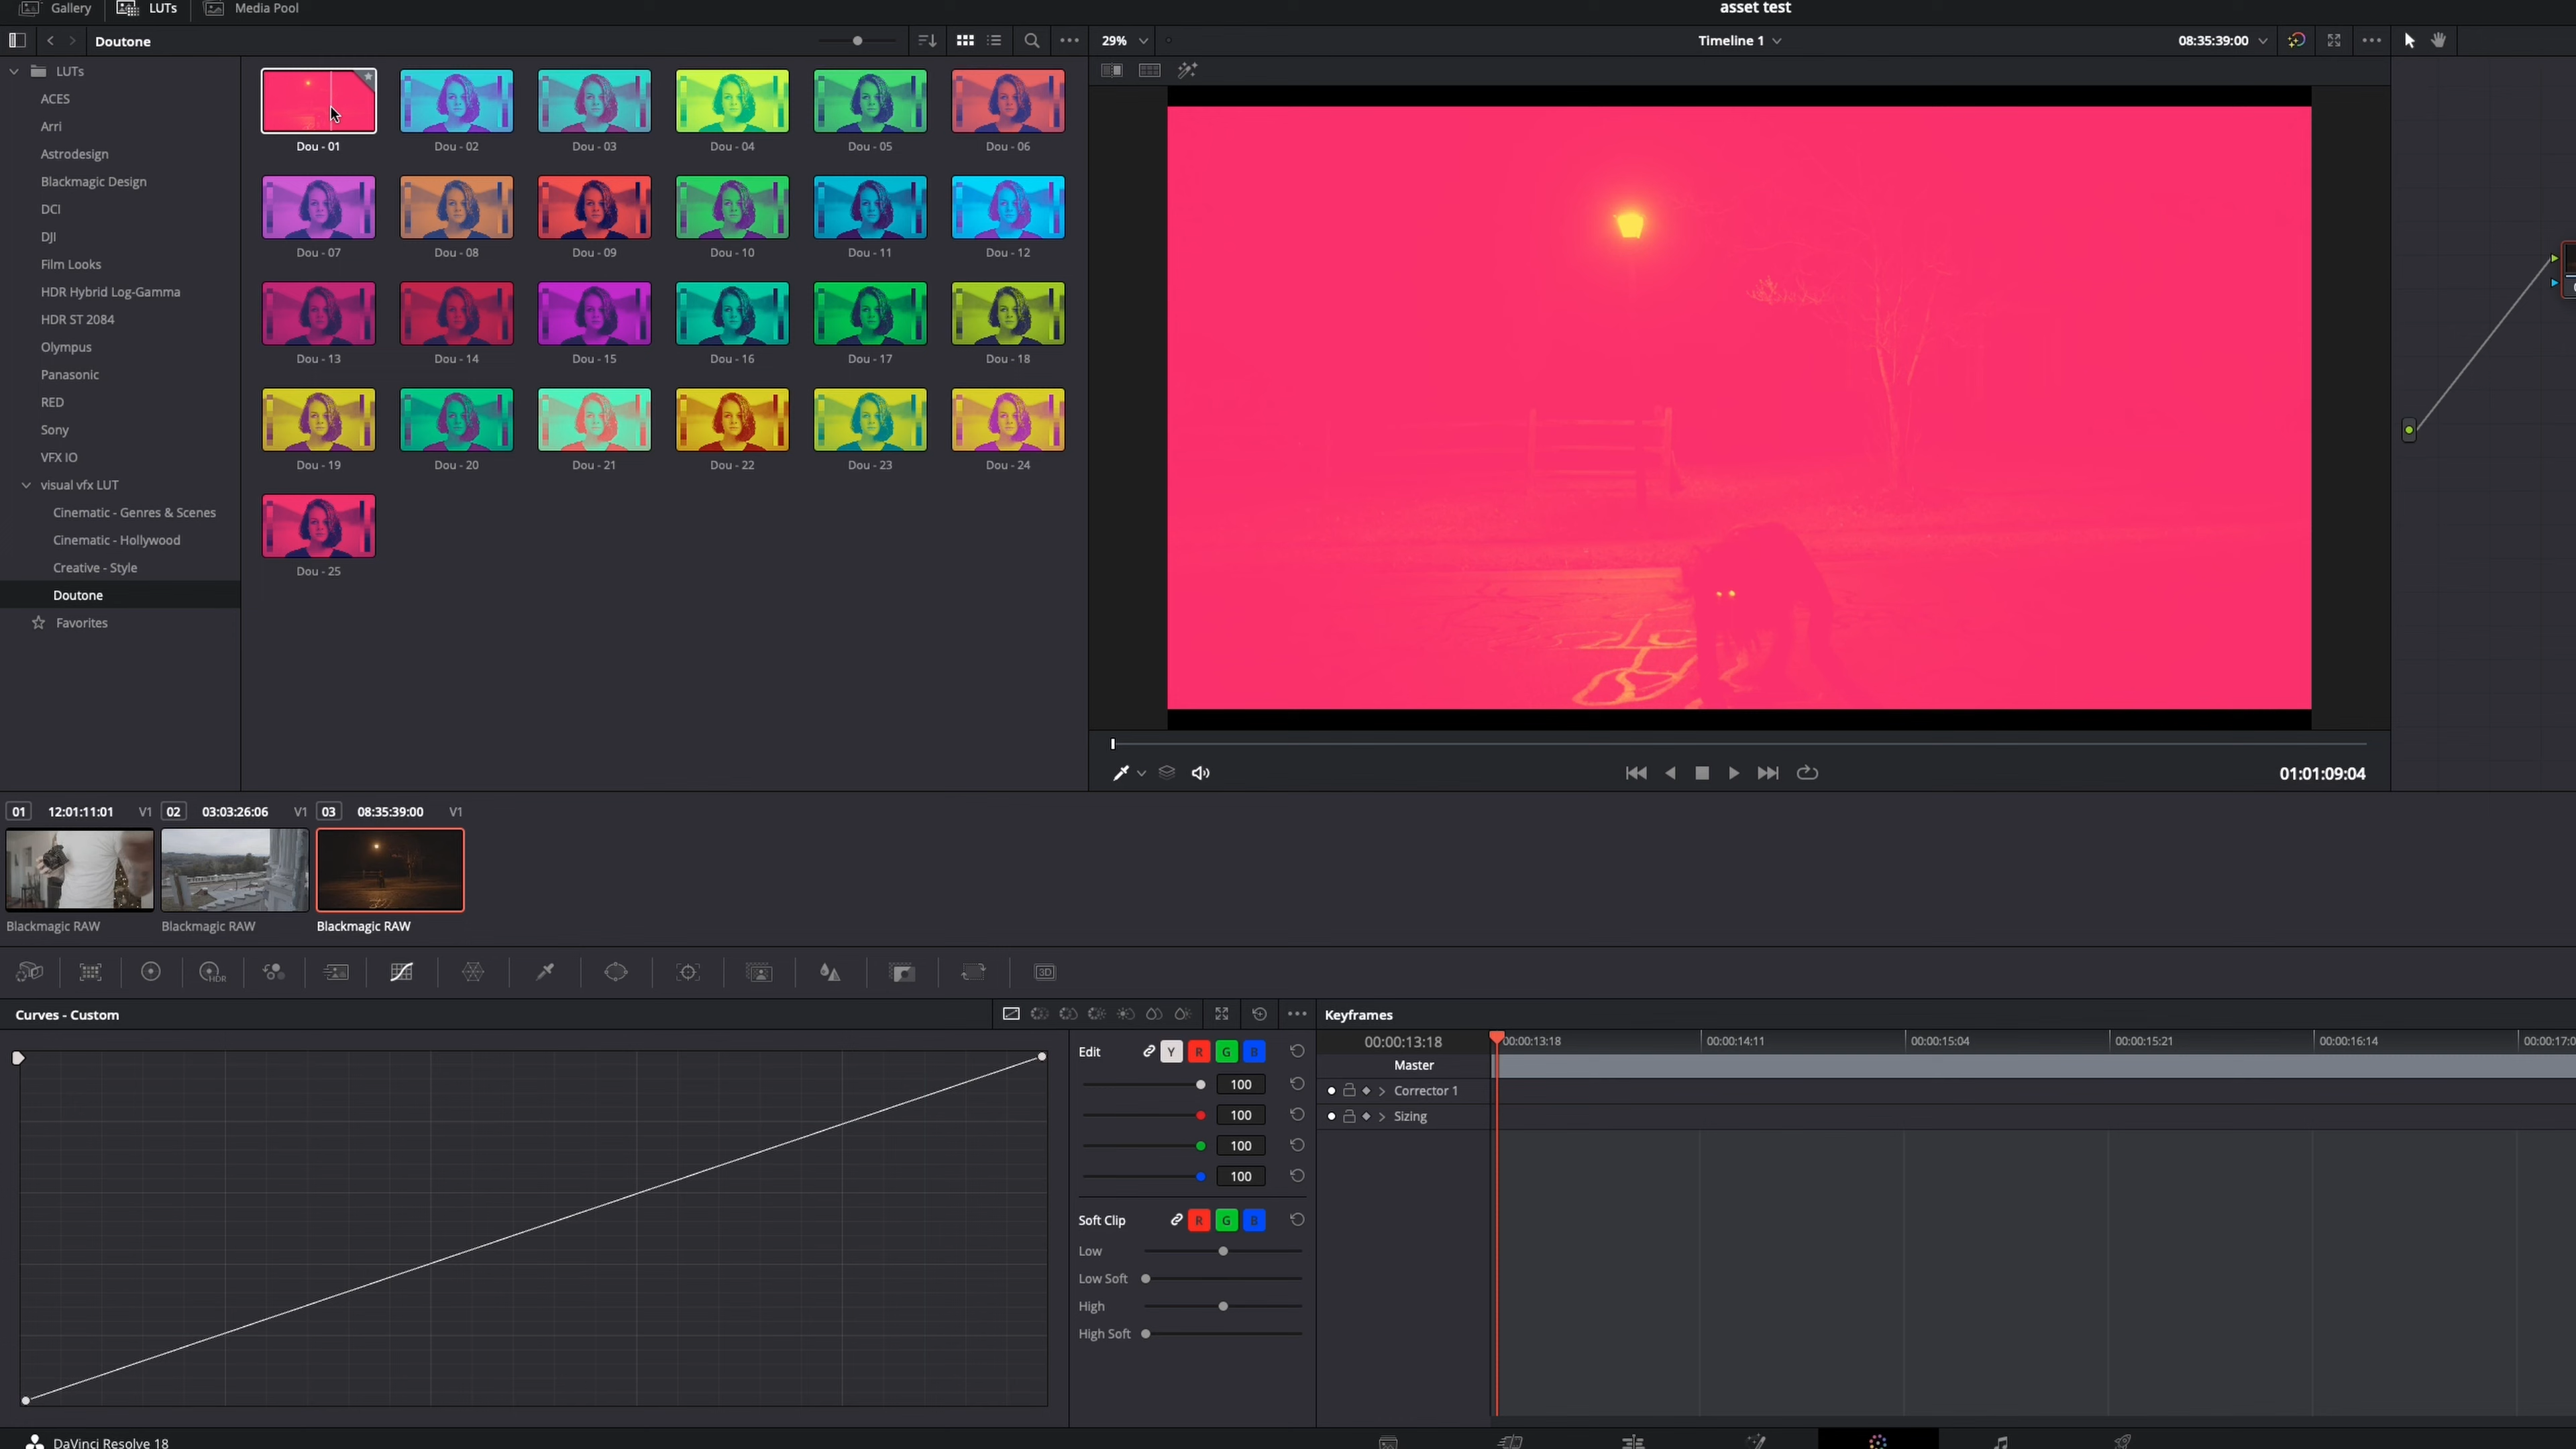 Gallery LUTs Media Pool asset test
Doutone 29% Timeline 1 08:35:39:00
LUTs
ACES
Arri
Astrodesign
Blackmagic Design
DCI
DJI
Film Looks
HDR Hybrid Log-Gamma
HDR ST 2084
Olympus
Panasonic
RED
Sony
VFX IO
visual vfx LUT
Cinematic - Genres & Scenes
Cinematic - Hollywood
Creative - Style
Doutone
Favorites
Dou - 01 Dou - 02 Dou - 03 Dou - 04 Dou - 05 Dou - 06
Dou - 07 Dou - 08 Dou - 09 Dou - 10 Dou - 11 Dou - 12
Dou - 13 Dou - 14 Dou - 15 Dou - 16 Dou - 17 Dou - 18
Dou - 19 Dou - 20 Dou - 21 Dou - 22 Dou - 23 Dou - 24
Dou - 25
01:01:09:04
01 12:01:11:01 V1 02 03:03:26:06 V1 03 08:35:39:00 V1
Blackmagic RAW Blackmagic RAW Blackmagic RAW
HDR 3D
Curves - Custom
Edit Y R G B
100
100
100
100
Soft Clip R G B
Low
Low Soft
High
High Soft
Keyframes
00:00:13:18 00:00:13:18 00:00:14:11 00:00:15:04 00:00:15:21 00:00:16:14 00:00:17:0
Master
Corrector 1
Sizing
DaVinci Resolve 18